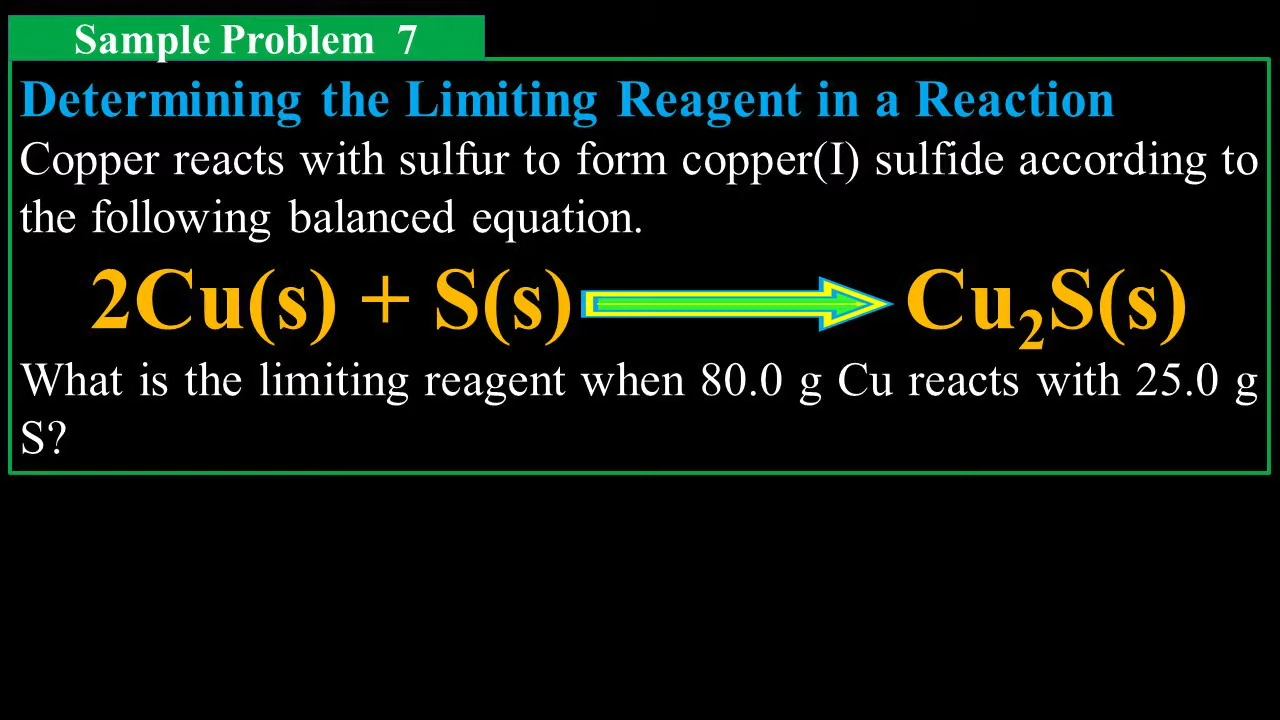 Sample Problem 7
Determining the Limiting Reagent in a Reaction
Copper reacts with sulfur to form copper(I) sulfide according to
the following balanced equation.
2Cu(s) + S(s) Cu₂S(s)
What is the limiting reagent when 80.0 g Cu reacts with 25.0 g
S?